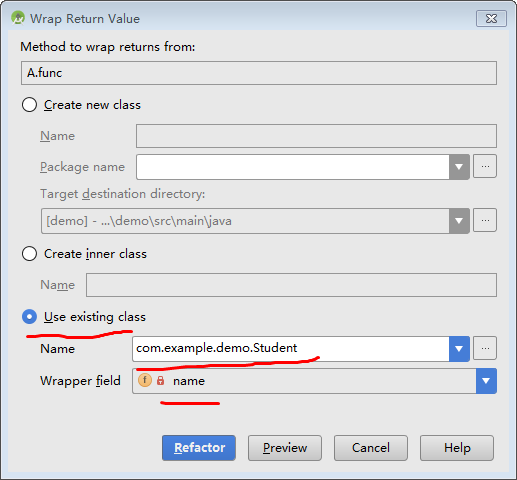 Wrap Return Value
Method to wrap returns from:
A.func
Create new class
Name
Package name
...
Target destination directory:
[demo] - ...\demo\src\main\java
...
Create inner class
Name
Use existing class
Name com.example.demo.Student ...
Wrapper field f name
Refactor Preview Cancel Help